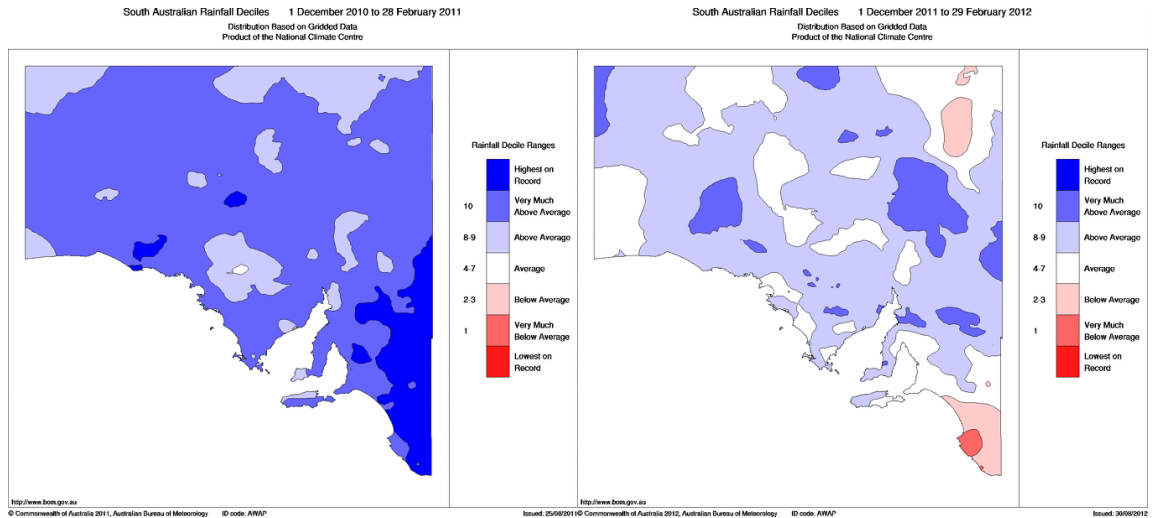 South Australian Rainfall Deciles 1 December 2010 to 28 February 2011
Distribution Based on Gridded Data
Product of the National Climate Centre
Rainfall Decile Ranges
Highest on
Record
10 Very Much
Above Average
8-9 Above Average
4-7 Average
2-3 Below Average
1 Very Much
Below Average
Lowest on
Record
http://www.bom.gov.au
© Commonwealth of Australia 2011, Australian Bureau of Meteorology ID code: AWAP Issued: 25/08/2011
South Australian Rainfall Deciles 1 December 2011 to 29 February 2012
Distribution Based on Gridded Data
Product of the National Climate Centre
Rainfall Decile Ranges
Highest on
Record
10 Very Much
Above Average
8-9 Above Average
4-7 Average
2-3 Below Average
1 Very Much
Below Average
Lowest on
Record
http://www.bom.gov.au
© Commonwealth of Australia 2012, Australian Bureau of Meteorology ID code: AWAP Issued: 30/08/2012